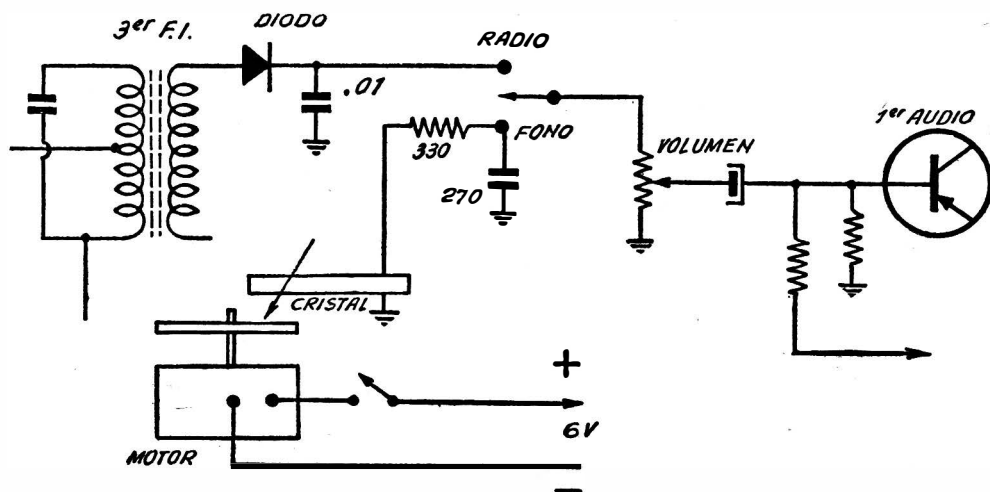 3er F.I.
DIODO
RADIO
.01
1er AUDIO
FONO
330
VOLUMEN
270
CRISTAL
+
6V
MOTOR
-